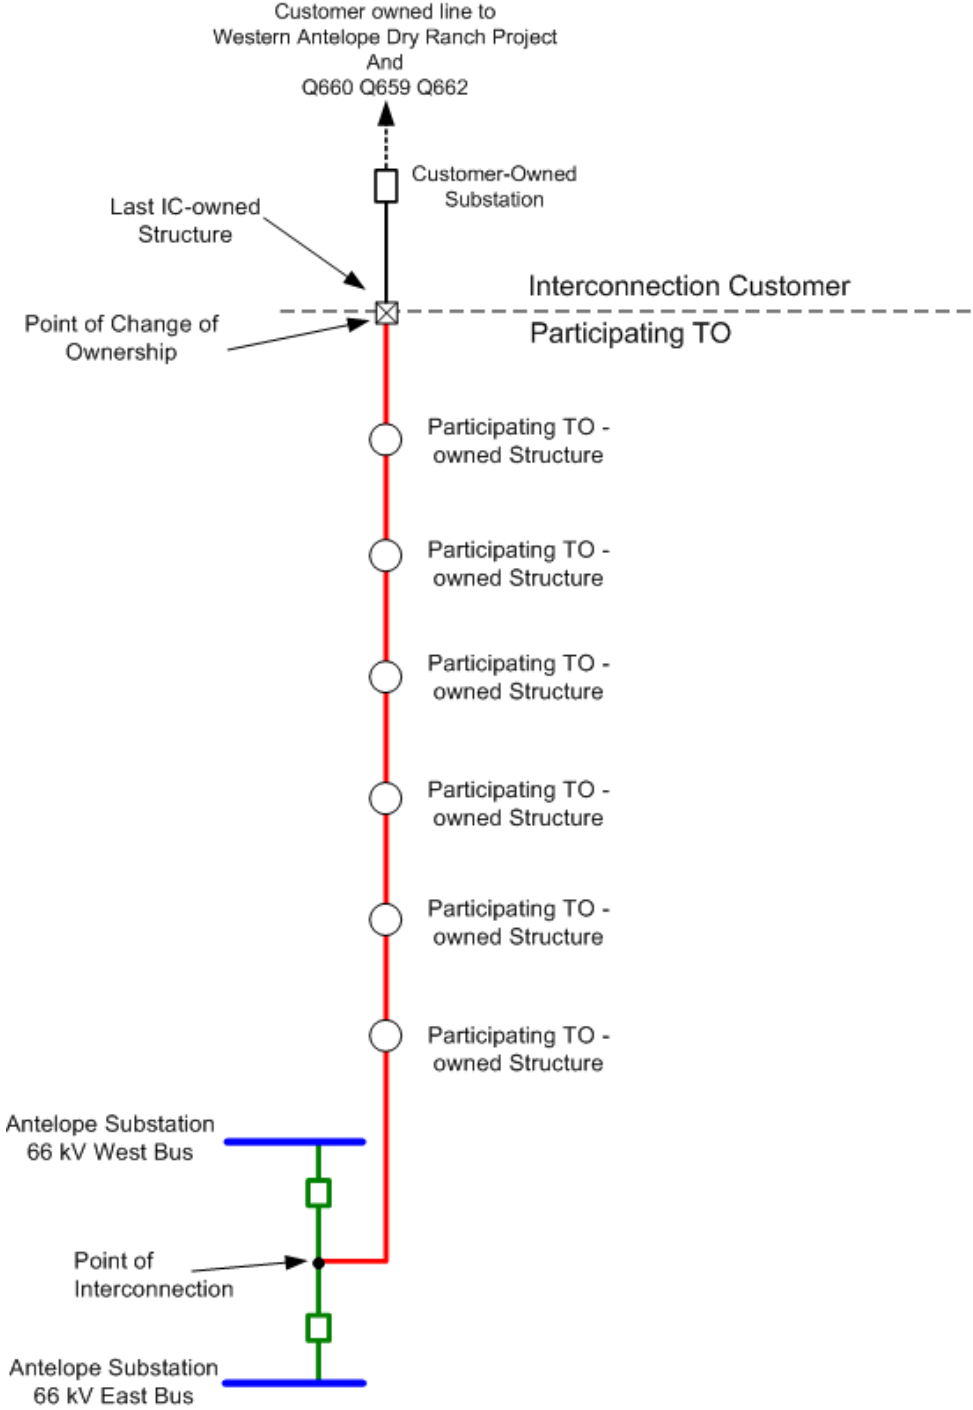 Customer owned line to
Western Antelope Dry Ranch Project
And
Q660 Q659 Q662
Customer-Owned
Substation
Last IC-owned
Structure
Interconnection Customer
Point of Change of
Ownership
Participating TO
Participating TO -
owned Structure
Participating TO -
owned Structure
Participating TO -
owned Structure
Participating TO -
owned Structure
Participating TO -
owned Structure
Participating TO -
owned Structure
Antelope Substation
66 kV West Bus
Point of
Interconnection
Antelope Substation
66 kV East Bus